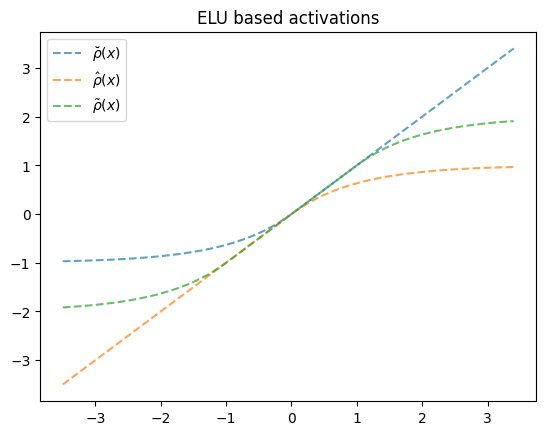 ELU based activations
ρ̆(x)
ρ̂(x)
ρ̃(x)
3
2
1
0
−1
−2
−3
−3 −2 −1 0 1 2 3